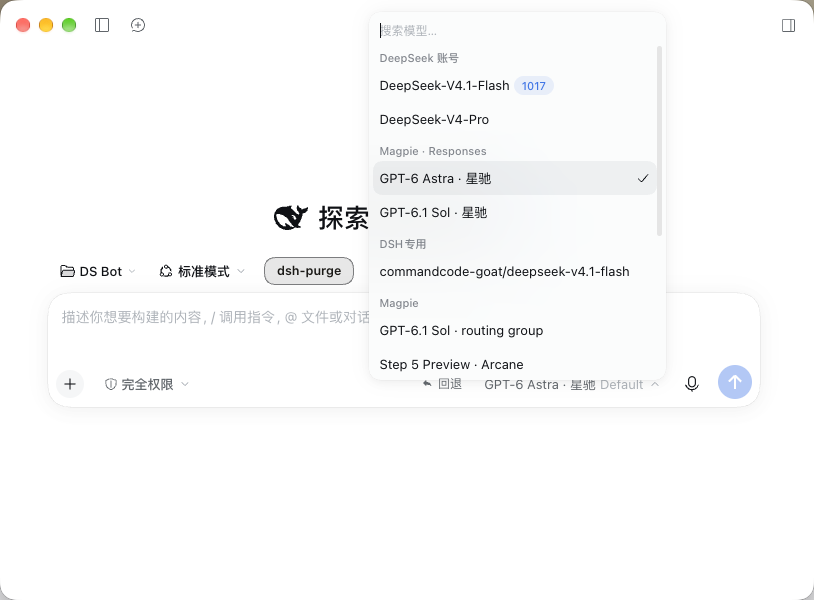 搜索模型...
DeepSeek 账号
DeepSeek-V4.1-Flash 1017
DeepSeek-V4-Pro
Magpie · Responses
GPT-6 Astra · 星驰
GPT-6.1 Sol · 星驰
DSH专用
commandcode-goat/deepseek-v4.1-flash
Magpie
GPT-6.1 Sol · routing group
Step 5 Preview · Arcane
探索
DS Bot 标准模式 dsh-purge
描述你想要构建的内容, / 调用指令, @ 文件或对话
完全权限 回退 GPT-6 Astra · 星驰 Default